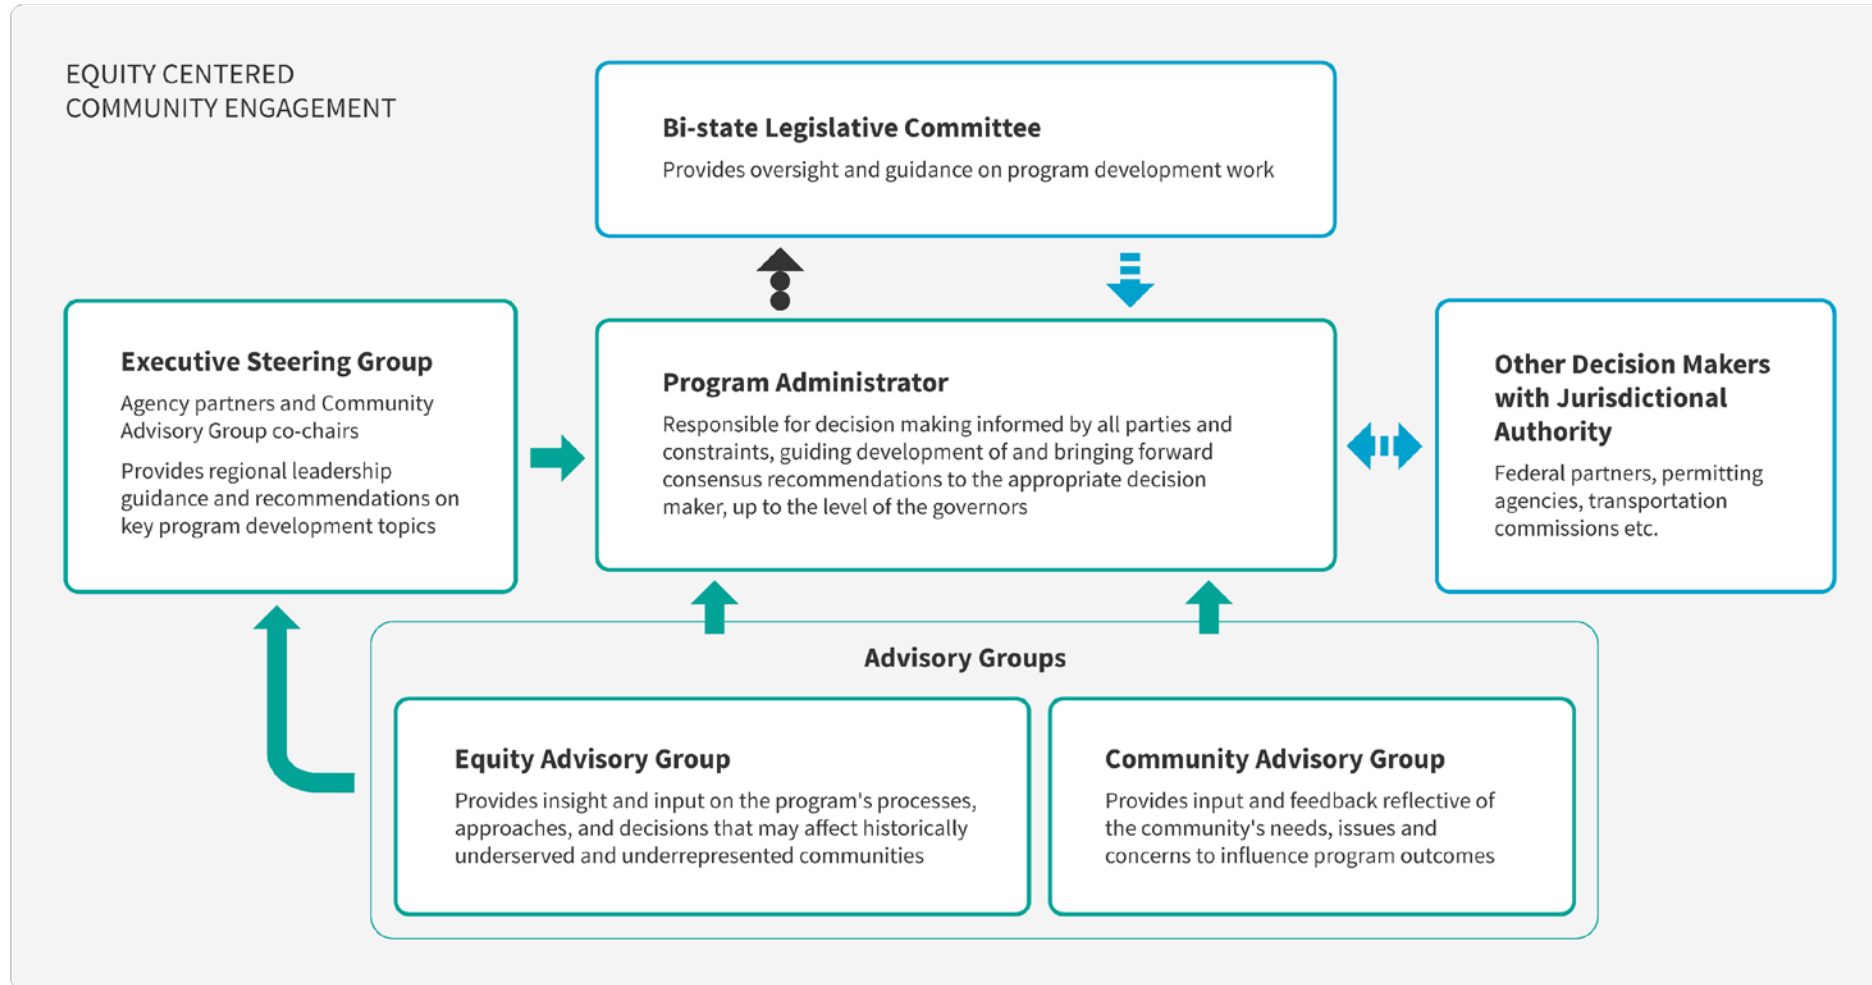 EQUITY CENTERED
COMMUNITY ENGAGEMENT
Bi-state Legislative Committee
Provides oversight and guidance on program development work
Executive Steering Group
Agency partners and Community
Advisory Group co-chairs
Provides regional leadership
guidance and recommendations on
key program development topics
Program Administrator
Responsible for decision making informed by all parties and
constraints, guiding development of and bringing forward
consensus recommendations to the appropriate decision
maker, up to the level of the governors
Other Decision Makers
with Jurisdictional
Authority
Federal partners, permitting
agencies, transportation
commissions etc.
Advisory Groups
Equity Advisory Group
Provides insight and input on the program's processes,
approaches, and decisions that may affect historically
underserved and underrepresented communities
Community Advisory Group
Provides input and feedback reflective of
the community's needs, issues and
concerns to influence program outcomes